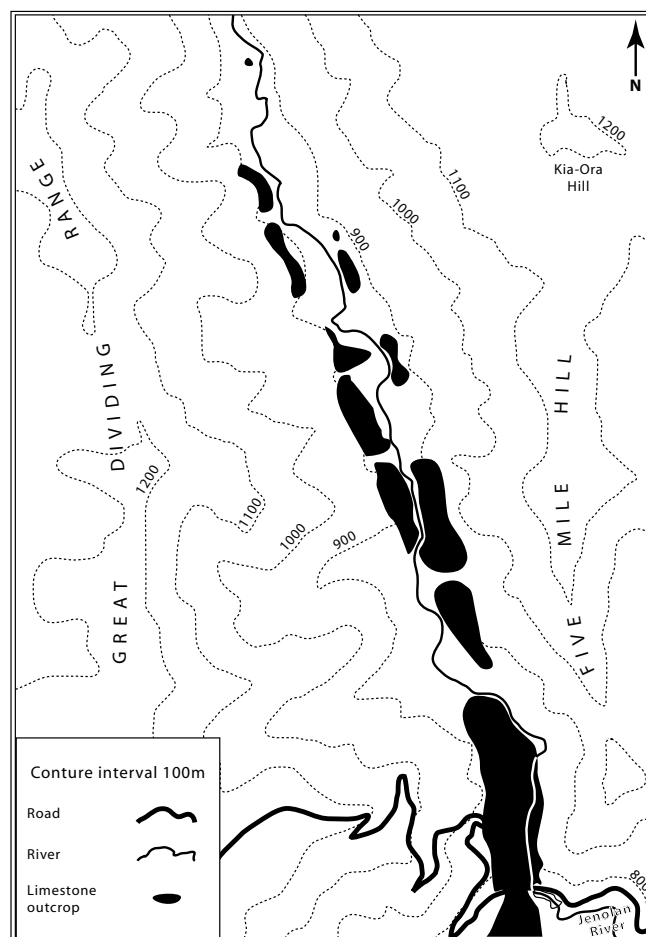 N
1200
Kia-Ora
Hill
1100
1000
900
RANGE
DIVIDING
GREAT
1200
1100
1000
900
HILL
MILE
FIVE
Conture interval 100m
Road
River
Limestone
outcrop
800
Jenolan
River